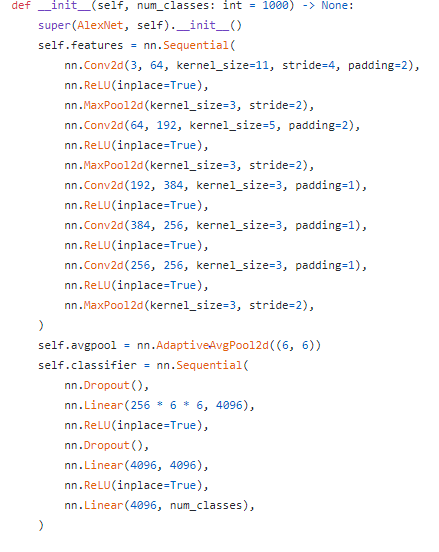 def __init__(self, num_classes: int = 1000) -> None:
    super(AlexNet, self).__init__()
    self.features = nn.Sequential(
        nn.Conv2d(3, 64, kernel_size=11, stride=4, padding=2),
        nn.ReLU(inplace=True),
        nn.MaxPool2d(kernel_size=3, stride=2),
        nn.Conv2d(64, 192, kernel_size=5, padding=2),
        nn.ReLU(inplace=True),
        nn.MaxPool2d(kernel_size=3, stride=2),
        nn.Conv2d(192, 384, kernel_size=3, padding=1),
        nn.ReLU(inplace=True),
        nn.Conv2d(384, 256, kernel_size=3, padding=1),
        nn.ReLU(inplace=True),
        nn.Conv2d(256, 256, kernel_size=3, padding=1),
        nn.ReLU(inplace=True),
        nn.MaxPool2d(kernel_size=3, stride=2),
    )
    self.avgpool = nn.AdaptiveAvgPool2d((6, 6))
    self.classifier = nn.Sequential(
        nn.Dropout(),
        nn.Linear(256 * 6 * 6, 4096),
        nn.ReLU(inplace=True),
        nn.Dropout(),
        nn.Linear(4096, 4096),
        nn.ReLU(inplace=True),
        nn.Linear(4096, num_classes),
    )